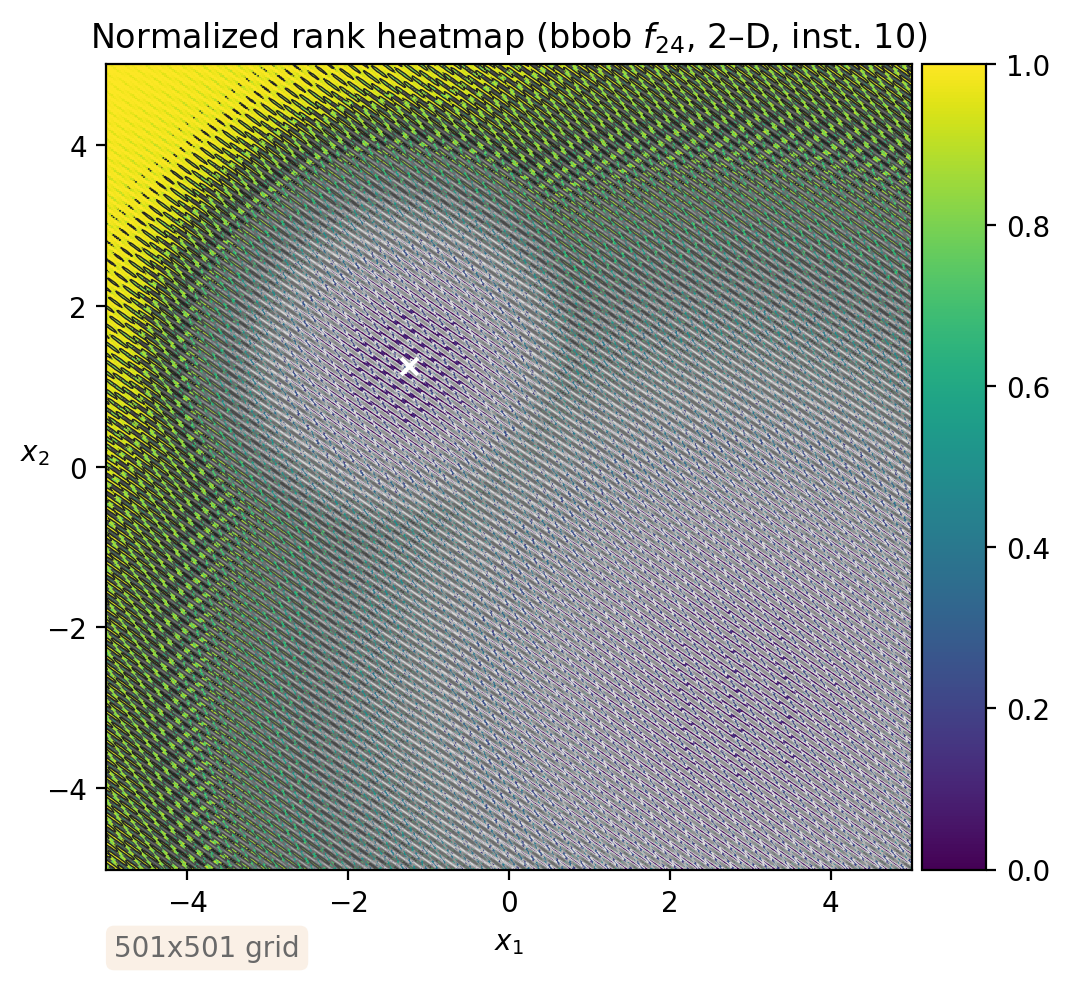 Normalized rank heatmap (bbob f₂₄, 2–D, inst. 10)
1.0
0.8
0.6
0.4
0.2
0.0
4
2
0
−2
−4
x₂
−4 −2 0 2 4
x₁
501x501 grid